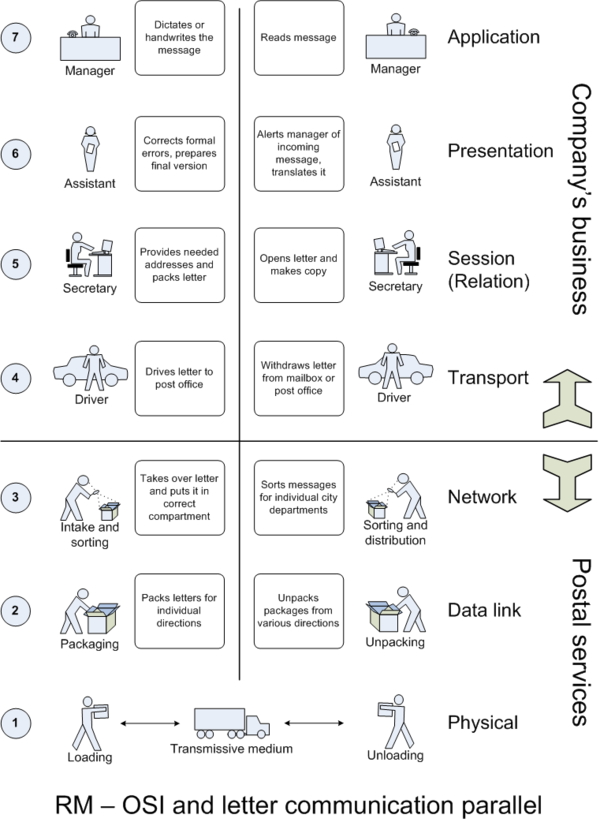 7
Manager
Dictates or
handwrites the
message
Reads message
Manager
Application
6
Assistant
Corrects formal
errors, prepares
final version
Alerts manager of
incoming
message,
translates it
Assistant
Presentation
5
Secretary
Provides needed
addresses and
packs letter
Opens letter and
makes copy
Secretary
Session
(Relation)
Company's business
4
Driver
Drives letter to
post office
Withdraws letter
from mailbox or
post office
Driver
Transport
3
Intake and
sorting
Takes over letter
and puts it in
correct
compartment
Sorts messages
for individual city
departments
Sorting and
distribution
Network
2
Packaging
Packs letters for
individual
directions
Unpacks
packages from
various directions
Unpacking
Data link
Postal services
1
Loading
Transmissive medium
Unloading
Physical
RM – OSI and letter communication parallel